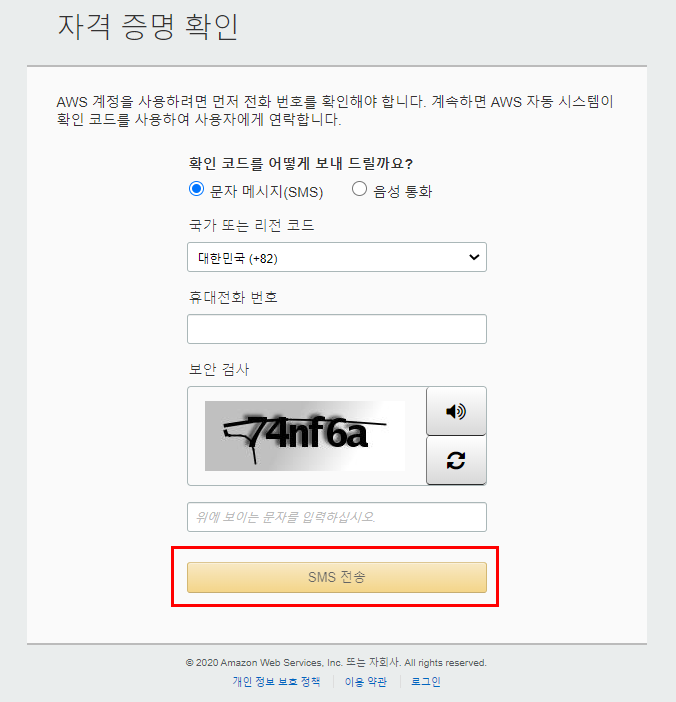 자격 증명 확인
AWS 계정을 사용하려면 먼저 전화 번호를 확인해야 합니다. 계속하면 AWS 자동 시스템이
확인 코드를 사용하여 사용자에게 연락합니다.
확인 코드를 어떻게 보내 드릴까요?
문자 메시지(SMS) 음성 통화
국가 또는 리전 코드
대한민국 (+82)
휴대전화 번호
보안 검사
74nf6a
위에 보이는 문자를 입력하십시오.
SMS 전송
© 2020 Amazon Web Services, Inc. 또는 자회사. All rights reserved.
개인 정보 보호 정책 이용 약관 로그인